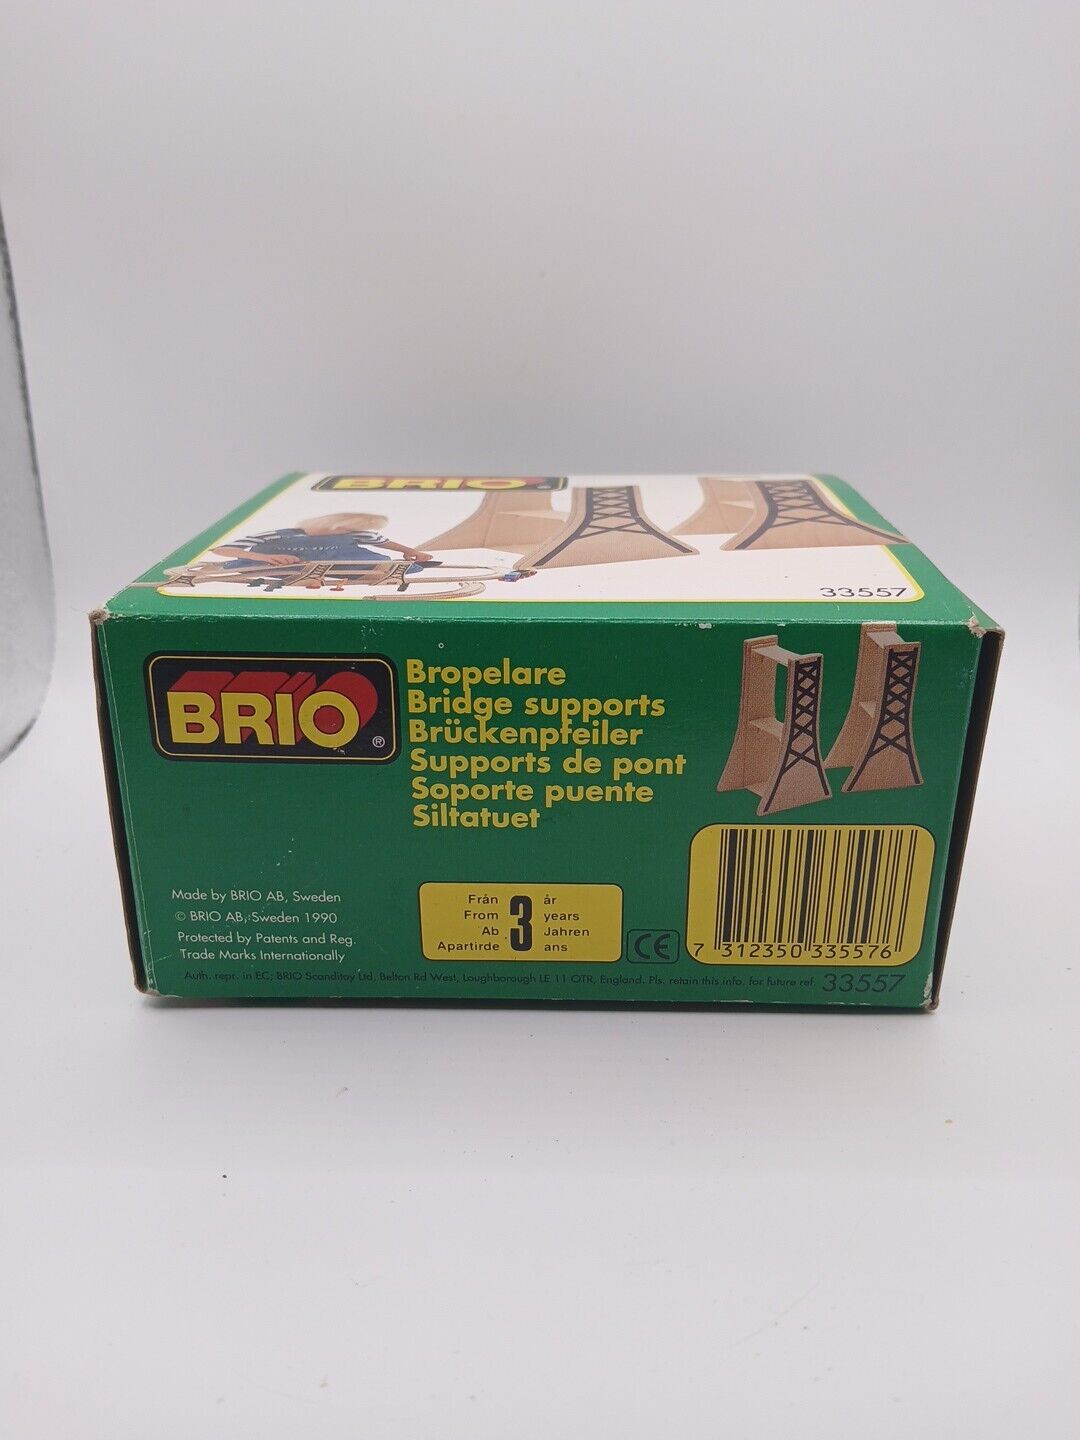 BRIO®
33557
BRIO®
Bropelare
Bridge supports
Brückenpfeiler
Supports de pont
Soporte puente
Siltatuet
Made by BRIO AB, Sweden
© BRIO AB, Sweden 1990
Protected by Patents and Reg.
Trade Marks Internationally
Från
From
Ab
Apartirde
3
år
years
Jahren
ans
CE
7 312350 335576
Auth. repr. in EC; BRIO Scanditoy Ltd, Belton Rd West, Loughborough LE 11 OTR, England. Pls. retain this info. for future ref. 33557